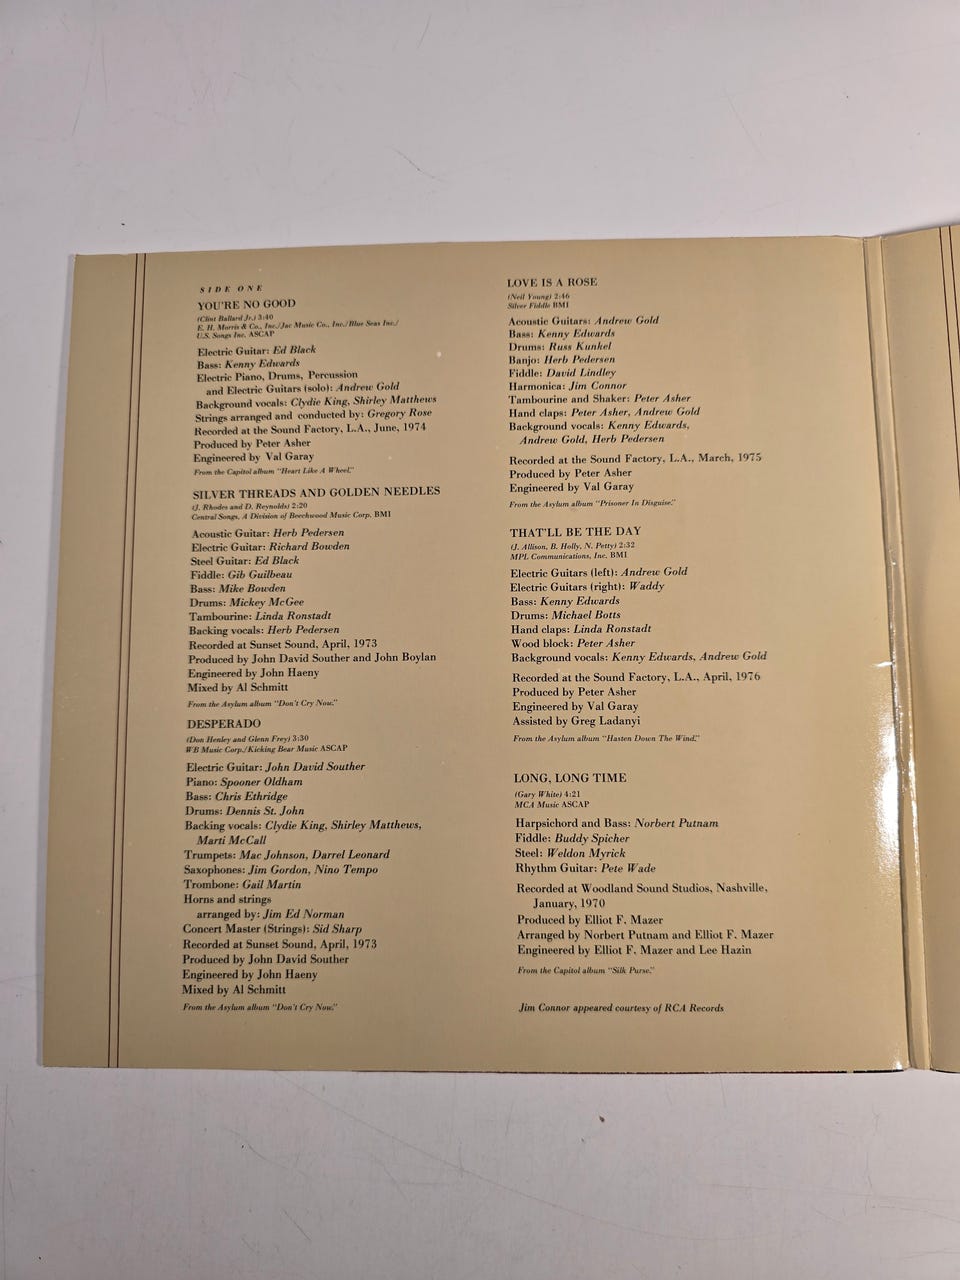 SIDE ONE
YOU'RE NO GOOD
(Clint Ballard Jr.) 3:40
E. H. Morris & Co., Inc./Jac Music Co., Inc./Blue Seas Inc./
U.S. Songs Inc. ASCAP
Electric Guitar: Ed Black
Bass: Kenny Edwards
Electric Piano, Drums, Percussion
and Electric Guitars (solo): Andrew Gold
Background vocals: Clydie King, Shirley Matthews
Strings arranged and conducted by: Gregory Rose
Recorded at the Sound Factory, L.A., June, 1974
Produced by Peter Asher
Engineered by Val Garay
From the Capitol album "Heart Like A Wheel."
SILVER THREADS AND GOLDEN NEEDLES
(J. Rhodes and D. Reynolds) 2:20
Central Songs, A Division of Beechwood Music Corp. BMI
Acoustic Guitar: Herb Pedersen
Electric Guitar: Richard Bowden
Steel Guitar: Ed Black
Fiddle: Gib Guilbeau
Bass: Mike Bowden
Drums: Mickey McGee
Tambourine: Linda Ronstadt
Backing vocals: Herb Pedersen
Recorded at Sunset Sound, April, 1973
Produced by John David Souther and John Boylan
Engineered by John Haeny
Mixed by Al Schmitt
From the Asylum album "Don't Cry Now."
DESPERADO
(Don Henley and Glenn Frey) 3:30
WB Music Corp./Kicking Bear Music ASCAP
Electric Guitar: John David Souther
Piano: Spooner Oldham
Bass: Chris Ethridge
Drums: Dennis St. John
Backing vocals: Clydie King, Shirley Matthews,
Marti McCall
Trumpets: Mac Johnson, Darrel Leonard
Saxophones: Jim Gordon, Nino Tempo
Trombone: Gail Martin
Horns and strings
arranged by: Jim Ed Norman
Concert Master (Strings): Sid Sharp
Recorded at Sunset Sound, April, 1973
Produced by John David Souther
Engineered by John Haeny
Mixed by Al Schmitt
From the Asylum album "Don't Cry Now."
LOVE IS A ROSE
(Neil Young) 2:46
Silver Fiddle BMI
Acoustic Guitars: Andrew Gold
Bass: Kenny Edwards
Drums: Russ Kunkel
Banjo: Herb Pedersen
Fiddle: David Lindley
Harmonica: Jim Connor
Tambourine and Shaker: Peter Asher
Hand claps: Peter Asher, Andrew Gold
Background vocals: Kenny Edwards,
Andrew Gold, Herb Pedersen
Recorded at the Sound Factory, L.A., March, 1975
Produced by Peter Asher
Engineered by Val Garay
From the Asylum album "Prisoner In Disguise."
THAT'LL BE THE DAY
(J. Allison, B. Holly, N. Petty) 2:32
MPL Communications, Inc. BMI
Electric Guitars (left): Andrew Gold
Electric Guitars (right): Waddy
Bass: Kenny Edwards
Drums: Michael Botts
Hand claps: Linda Ronstadt
Wood block: Peter Asher
Background vocals: Kenny Edwards, Andrew Gold
Recorded at the Sound Factory, L.A., April, 1976
Produced by Peter Asher
Engineered by Val Garay
Assisted by Greg Ladanyi
From the Asylum album "Hasten Down The Wind."
LONG, LONG TIME
(Gary White) 4:21
MCA Music ASCAP
Harpsichord and Bass: Norbert Putnam
Fiddle: Buddy Spicher
Steel: Weldon Myrick
Rhythm Guitar: Pete Wade
Recorded at Woodland Sound Studios, Nashville,
January, 1970
Produced by Elliot F. Mazer
Arranged by Norbert Putnam and Elliot F. Mazer
Engineered by Elliot F. Mazer and Lee Hazin
From the Capitol album "Silk Purse."
Jim Connor appeared courtesy of RCA Records